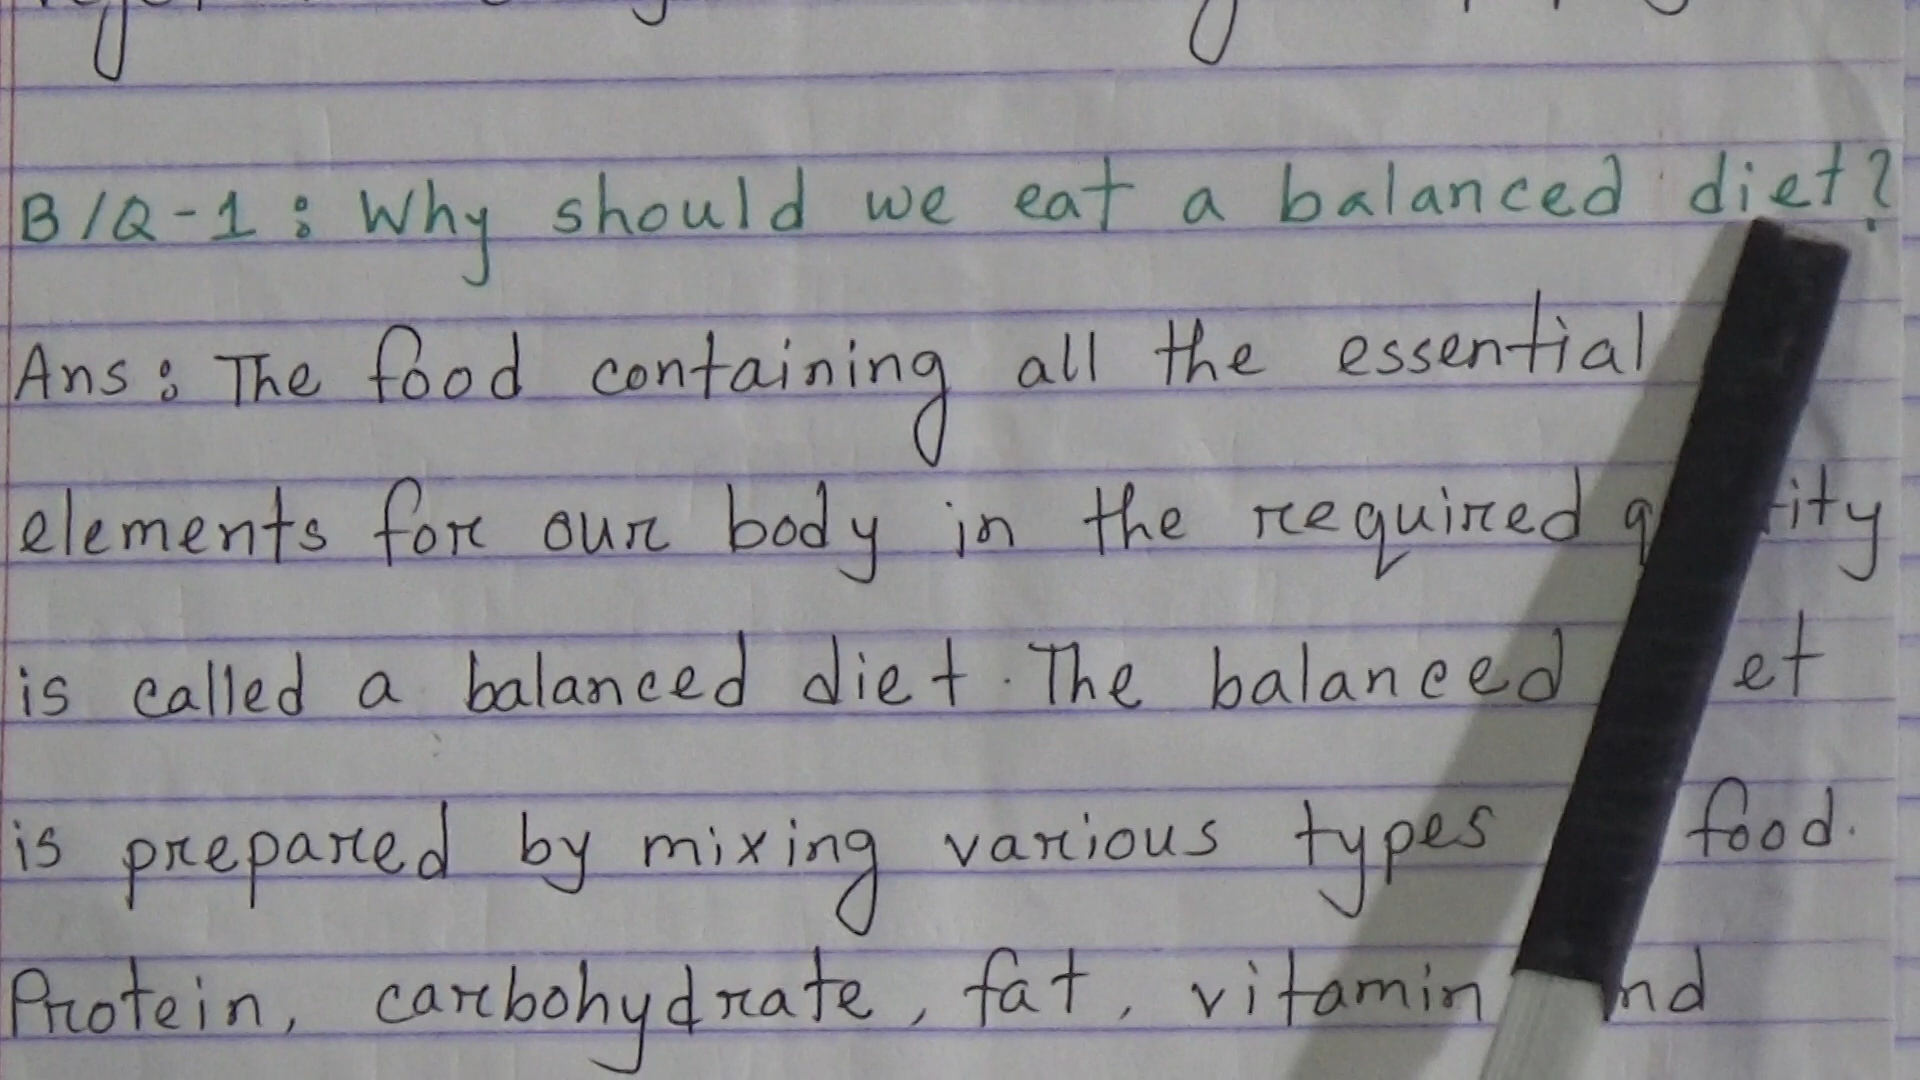 B/Q-1: Why should we eat a balanced diet?
Ans: The food containing all the essential
elements for our body in the required
is called a balanced diet. The balanced
is prepared by mixing various types food.
Protein, carbohydrate, fat, vitamin